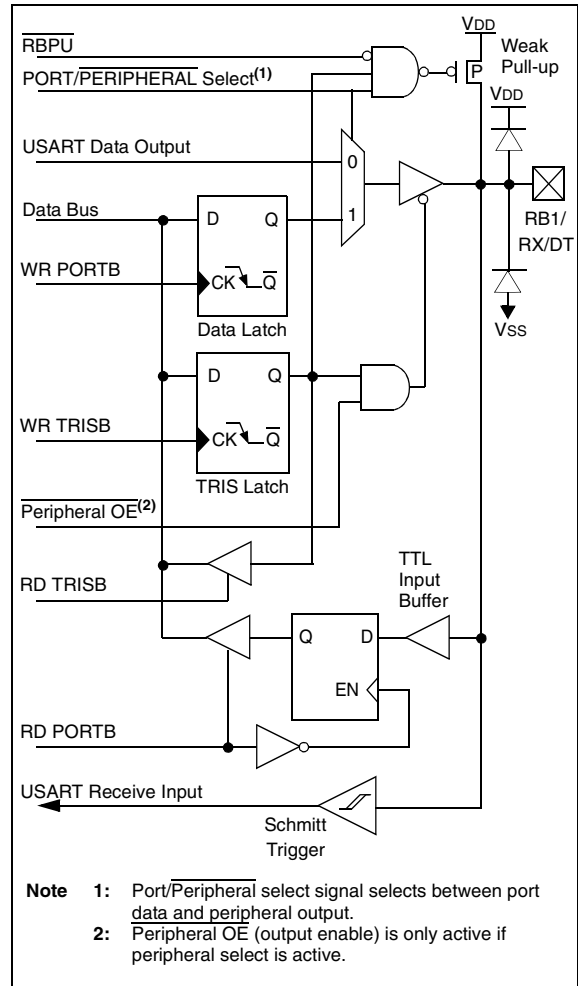 VDD
RBPU
Weak
Pull-up
PORT/PERIPHERAL Select(1)
P
VDD
USART Data Output
0
Data Bus
D Q
1
RB1/
RX/DT
WR PORTB
CK Q
Data Latch
VSS
D Q
WR TRISB
CK Q
TRIS Latch
Peripheral OE(2)
TTL
Input
Buffer
RD TRISB
Q D
EN
RD PORTB
USART Receive Input
Schmitt
Trigger
Note 1: Port/Peripheral select signal selects between port
data and peripheral output.
2: Peripheral OE (output enable) is only active if
peripheral select is active.